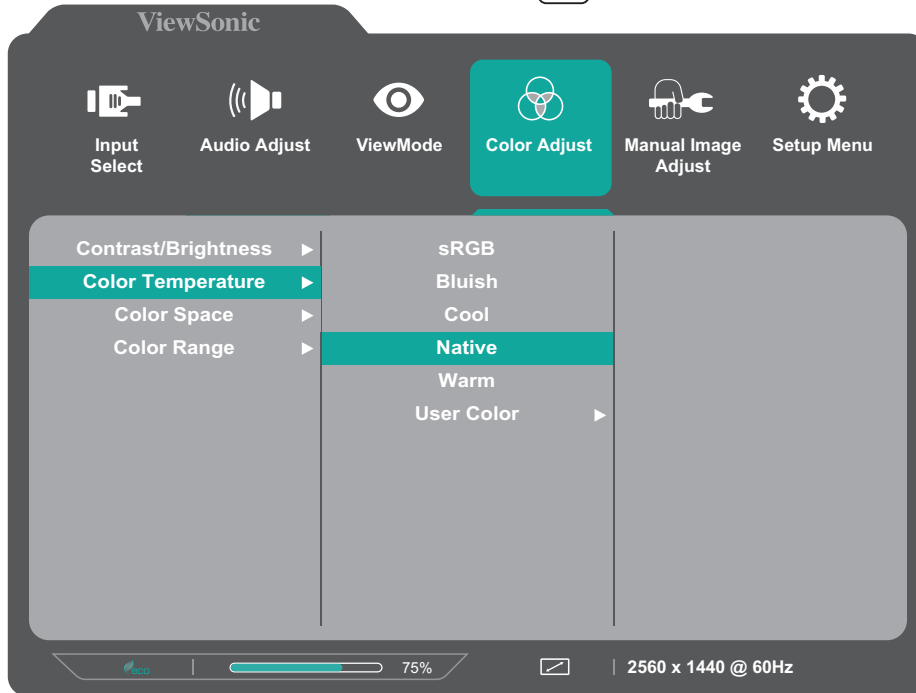 ViewSonic
Input
Select
Audio Adjust
ViewMode
Color Adjust
Manual Image
Adjust
Setup Menu
Contrast/Brightness
Color Temperature
Color Space
Color Range
sRGB
Bluish
Cool
Native
Warm
User Color
eco
75%
2560 x 1440 @ 60Hz